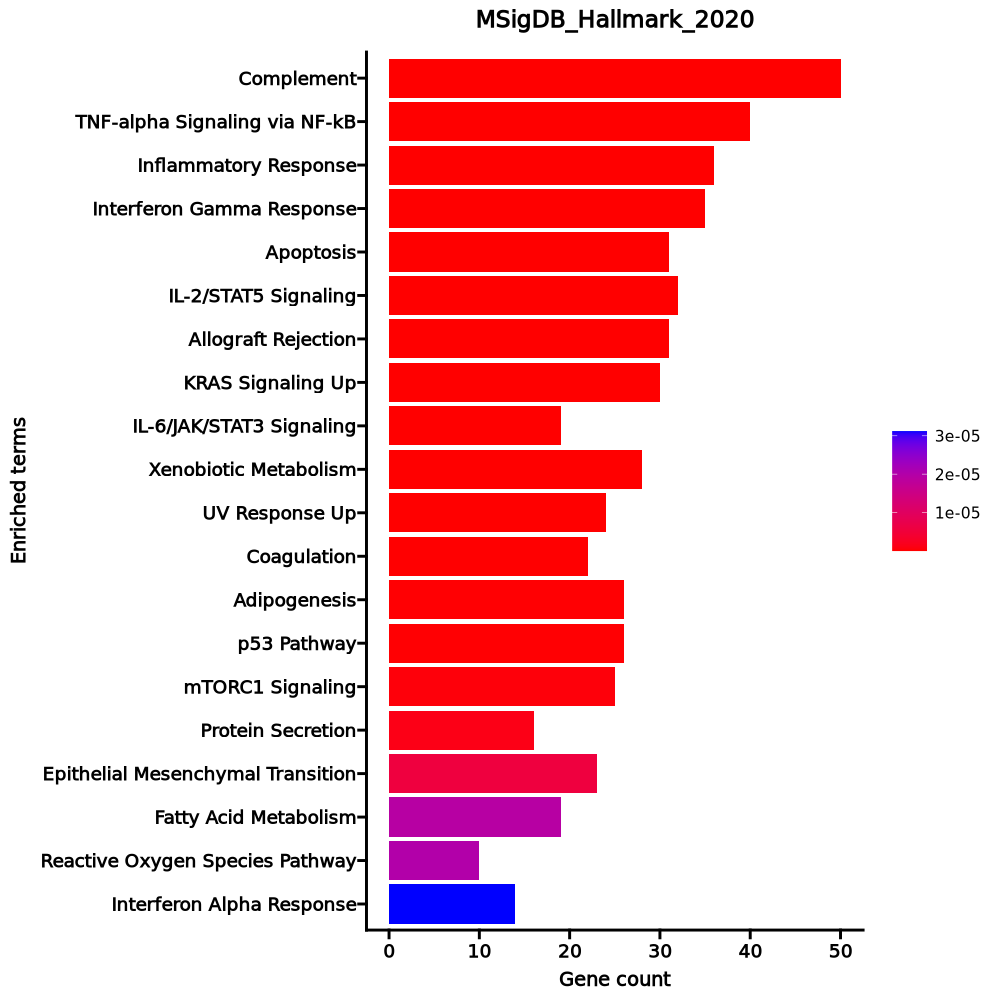 MSigDB_Hallmark_2020
Complement
TNF-alpha Signaling via NF-kB
Inflammatory Response
Interferon Gamma Response
Apoptosis
IL-2/STAT5 Signaling
Allograft Rejection
KRAS Signaling Up
IL-6/JAK/STAT3 Signaling
Xenobiotic Metabolism
UV Response Up
Coagulation
Adipogenesis
p53 Pathway
mTORC1 Signaling
Protein Secretion
Epithelial Mesenchymal Transition
Fatty Acid Metabolism
Reactive Oxygen Species Pathway
Interferon Alpha Response
Enriched terms
0 10 20 30 40 50
Gene count
3e-05
2e-05
1e-05